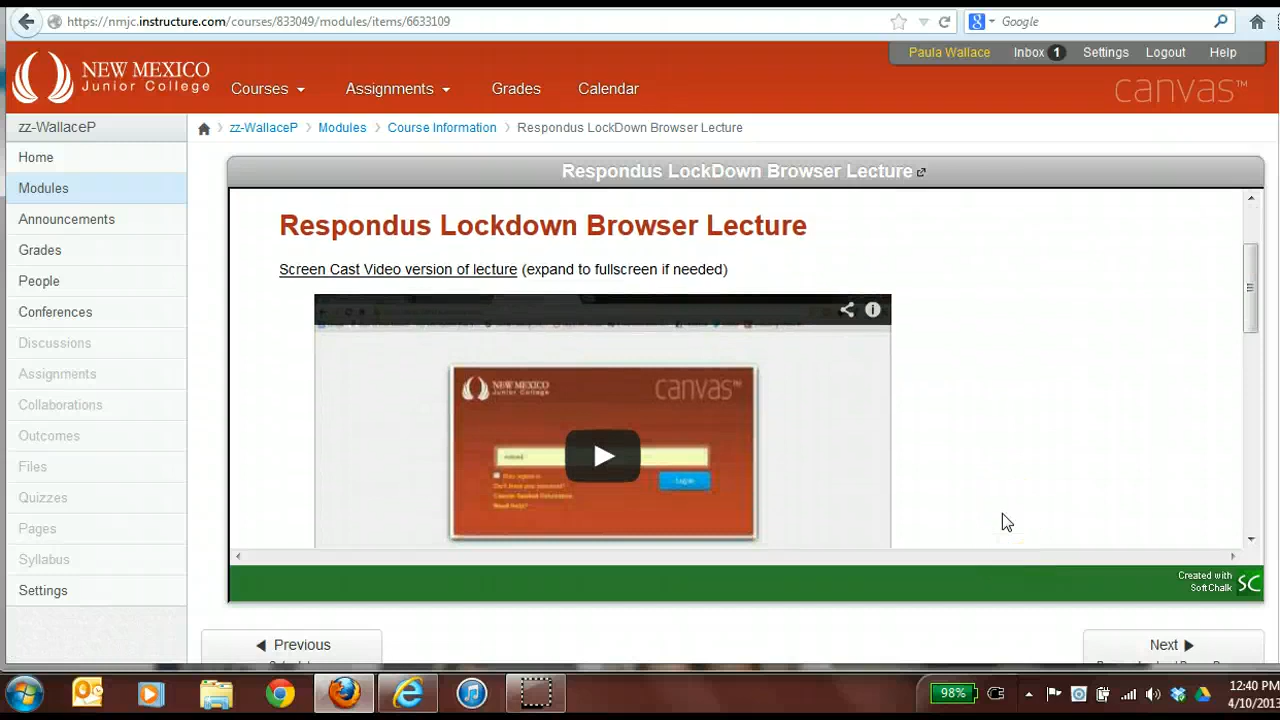 https://nmjc.instructure.com/courses/833049/modules/items/6633109
Google
NEW MEXICO
Junior College
Courses
Assignments
Grades
Calendar
Paula Wallace
Inbox 1
Settings
Logout
Help
canvas™
zz-WallaceP
zz-WallaceP
Modules
Course Information
Respondus LockDown Browser Lecture
Home
Modules
Announcements
Grades
People
Conferences
Discussions
Assignments
Collaborations
Outcomes
Files
Quizzes
Pages
Syllabus
Settings
Respondus LockDown Browser Lecture
Respondus Lockdown Browser Lecture
Screen Cast Video version of lecture (expand to fullscreen if needed)
NEW MEXICO
Junior College
canvas™
Need help?
Created with
SoftChalk SC
Previous
Next
98%
12:40 PM
4/10/2013